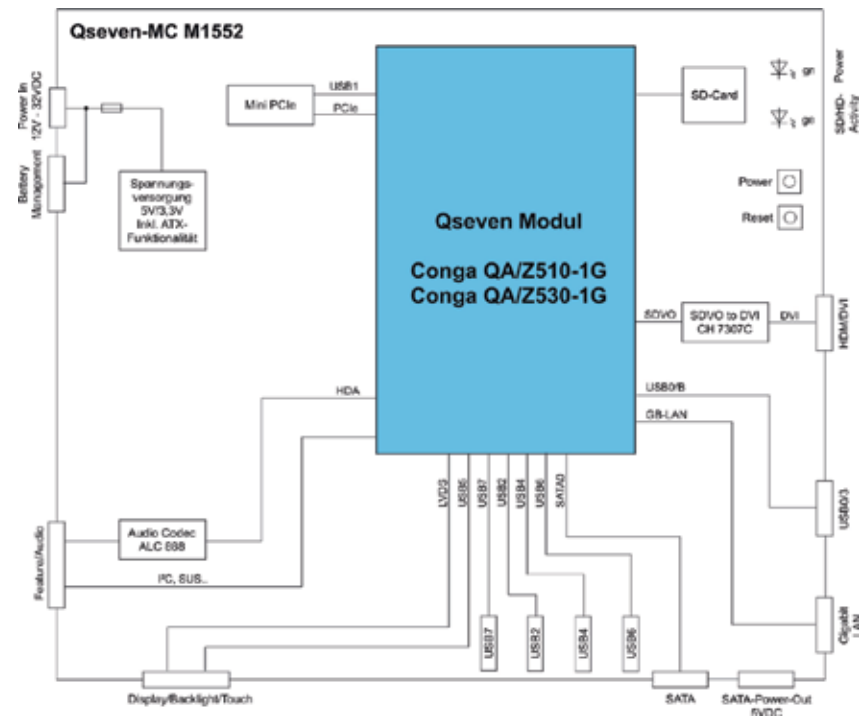 Qseven-MC M1552
Power In
12V - 32VDC
Battery
Management
Spannungs-
versorgung
5V/3,3V
Inkl. ATX-
Funktionalität
Mini PCIe
USB1
PCIe
Qseven Modul
Conga QA/Z510-1G
Conga QA/Z530-1G
SD-Card
gn
Power
gn
SD/HD-
Activity
Power
Reset
SDVO
SDVO to DVI
CH 7307C
DVI
HDMI/DVI
USB0/B
GB-LAN
USB0/3
Gigabit
LAN
HDA
Audio Codec
ALC 888
Feature/Audio
I²C, SUS..
LVDS
USB5
USB7
USB2
USB4
USB6
SATA0
USB7
USB2
USB4
USB6
Display/Backlight/Touch
SATA
SATA-Power-Out
5VDC